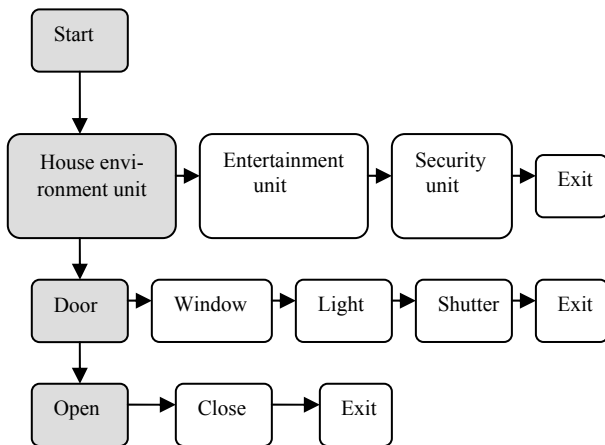 Start
House envi-
ronment unit
Entertainment
unit
Security
unit
Exit
Door
Window
Light
Shutter
Exit
Open
Close
Exit